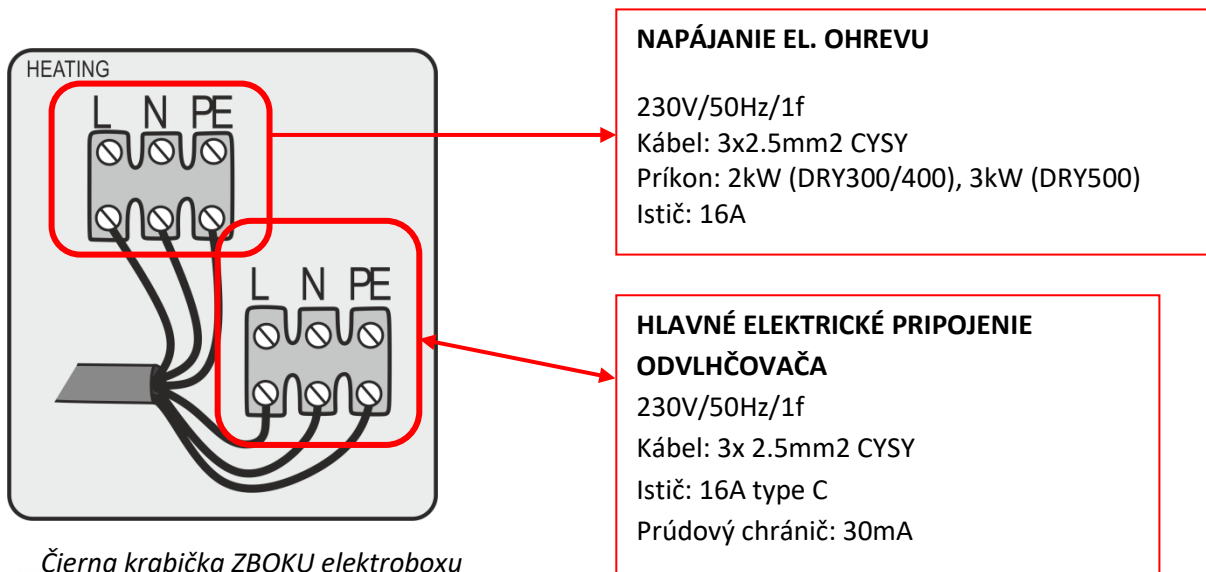 HEATING
L N PE
L N PE
Čierna krabička ZBOKU elektroboxu
NAPÁJANIE EL. OHREVU
230V/50Hz/1f
Kábel: 3x2.5mm2 CYSY
Príkon: 2kW (DRY300/400), 3kW (DRY500)
Istič: 16A
HLAVNÉ ELEKTRICKÉ PRIPOJENIE
ODVLHČOVAČA
230V/50Hz/1f
Kábel: 3x 2.5mm2 CYSY
Istič: 16A type C
Prúdový chránič: 30mA